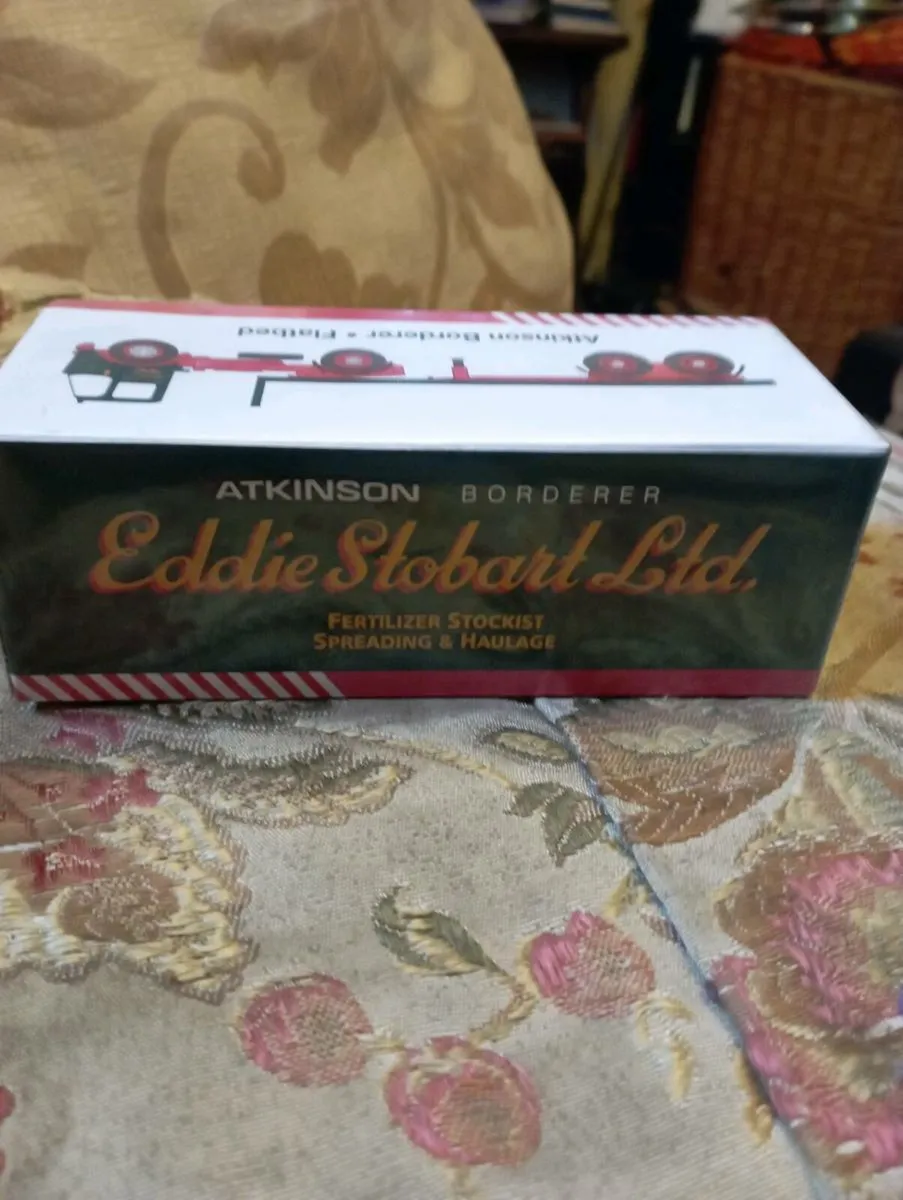 Atkinson Borderer • Flatbed
ATKINSON BORDERER
Eddie Stobart Ltd.
FERTILIZER STOCKIST
SPREADING & HAULAGE